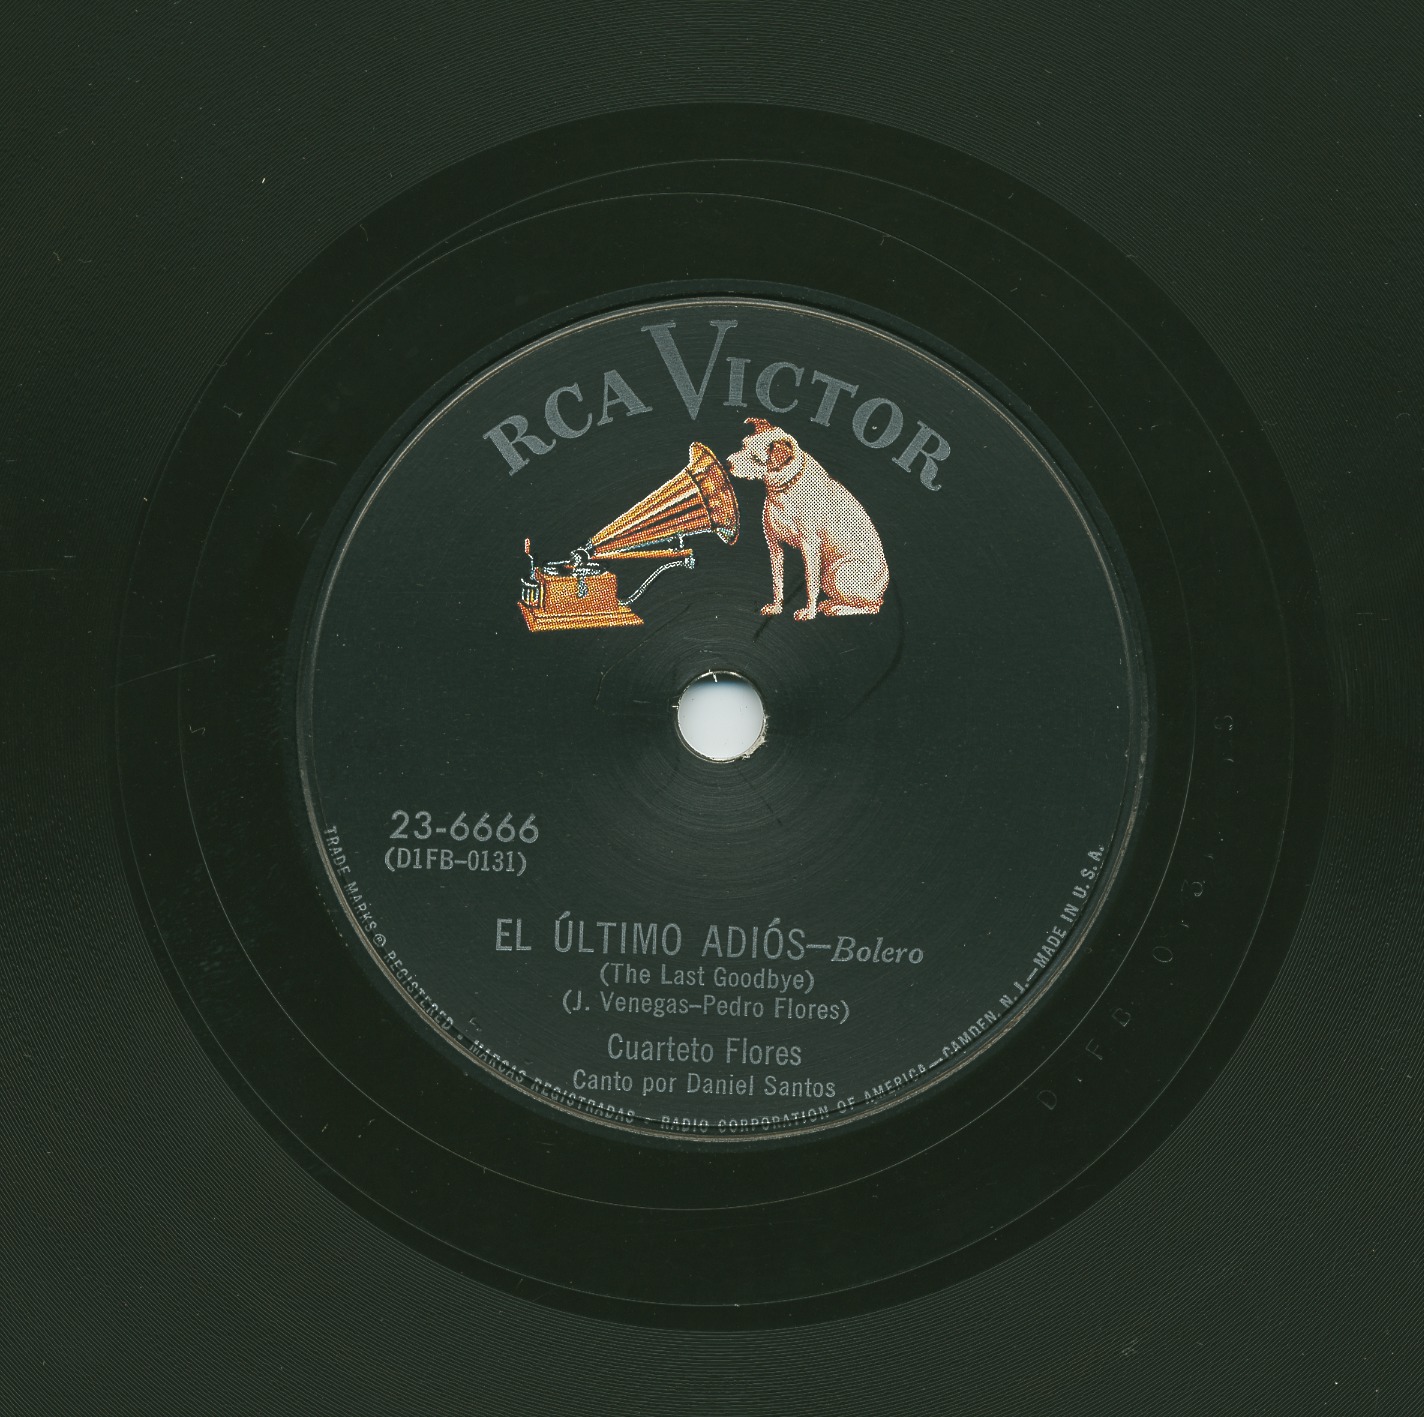 RCA VICTOR
23-6666
(D1FB-0131)
EL ÚLTIMO ADIÓS—Bolero
(The Last Goodbye)
(J. Venegas-Pedro Flores)
Cuarteto Flores
Canto por Daniel Santos
TRADE MARKS ® REGISTERED • MARCAS REGISTRADAS • RADIO CORPORATION OF AMERICA—CAMDEN, N. J.—MADE IN U. S. A.